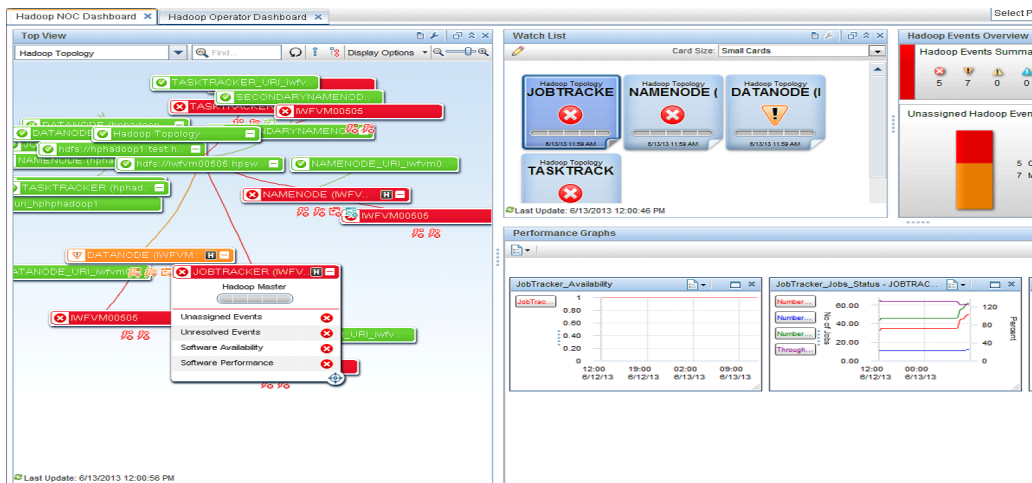 Hadoop NOC Dashboard
Hadoop Operator Dashboard
Select P
Top View
Hadoop Topology
Find...
Display Options
TASKTRACKER_URI_iwfv...
SECONDARYNAMENOD...
TASKTRACKER
IWFVM00505
DATANODE
Hadoop Topology
DARYNAMENO
hdfs://hphadoop1.test.h...
NAMENODE (hpha
hdfs://iwfvm00505.hpsw...
NAMENODE_URI_iwfvm0...
TASKTRACKER (hphad...
uri_hphphadoop1
NAMENODE (IWFV...
H
IWFVM00505
DATANODE (IWFVM...
H
ATANODE_URI_iwfvm0
JOBTRACKER (IWFV...
H
Hadoop Master
Unassigned Events
Unresolved Events
Software Availability
Software Performance
IWFVM00505
_URI_iwfv...
Last Update: 6/13/2013 12:00:56 PM
Watch List
Card Size:
Small Cards
Hadoop Topology
JOBTRACKE
6/13/13 11:59 AM
Hadoop Topology
NAMENODE (
6/13/13 11:59 AM
Hadoop Topology
DATANODE (I
6/13/13 11:59 AM
Hadoop Topology
TASKTRACK
Last Update: 6/13/2013 12:00:46 PM
Hadoop Events Overview
Hadoop Events Summa
5 7 0 0
Unassigned Hadoop Even
5 C
7 M
Performance Graphs
JobTracker_Availability
JobTrac...
1
0.80
0.60
0.40
0.20
0
12:00 19:00 02:00 09:00
6/12/13 6/12/13 6/13/13 6/13/13
JobTracker_Jobs_Status - JOBTRAC...
Number...
Number...
Number...
Through...
No of Jobs
60.00
40.00
20.00
0.00
120
80
40
0
Percent
12:00 00:00
6/12/13 6/13/13